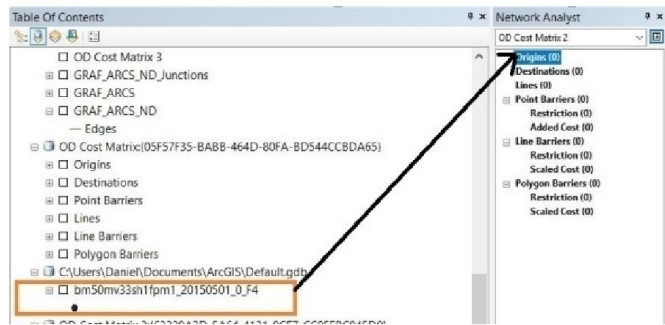 Table Of Contents
OD Cost Matrix 3
GRAF_ARCS_ND_Junctions
GRAF_ARCS
GRAF_ARCS_ND
Edges
OD Cost Matrix:{05F57F35-BABB-464D-80FA-BD544CCBDA65}
Origins
Destinations
Point Barriers
Lines
Line Barriers
Polygon Barriers
C:\Users\Daniel\Documents\ArcGIS\Default.gdb
bm50mv33sh1fpm1_20150501_0_F4
Network Analyst
OD Cost Matrix 2
Origins (0)
Destinations (0)
Lines (0)
Point Barriers (0)
Restriction (0)
Added Cost (0)
Line Barriers (0)
Restriction (0)
Scaled Cost (0)
Polygon Barriers (0)
Restriction (0)
Scaled Cost (0)